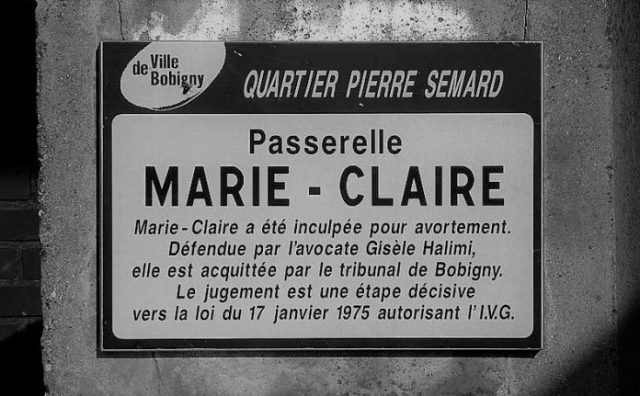 Ville
de Bobigny
QUARTIER PIERRE SEMARD
Passerelle
MARIE - CLAIRE
Marie-Claire a été inculpée pour avortement.
Défendue par l'avocate Gisèle Halimi,
elle est acquittée par le tribunal de Bobigny.
Le jugement est une étape décisive
vers la loi du 17 janvier 1975 autorisant l'I.V.G.